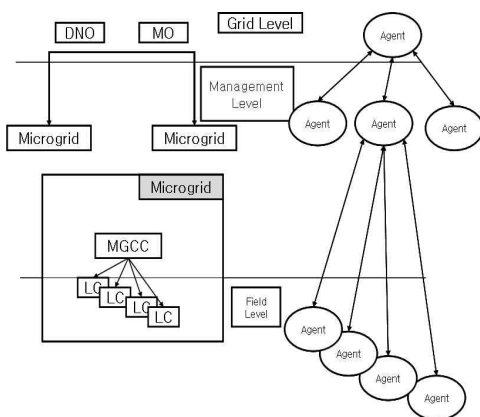 DNO
MO
Grid Level
Agent
Management
Level
Microgrid
Microgrid
Agent
Agent
Agent
Microgrid
MGCC
LC
LC
LC
LC
Field
Level
Agent
Agent
Agent
Agent